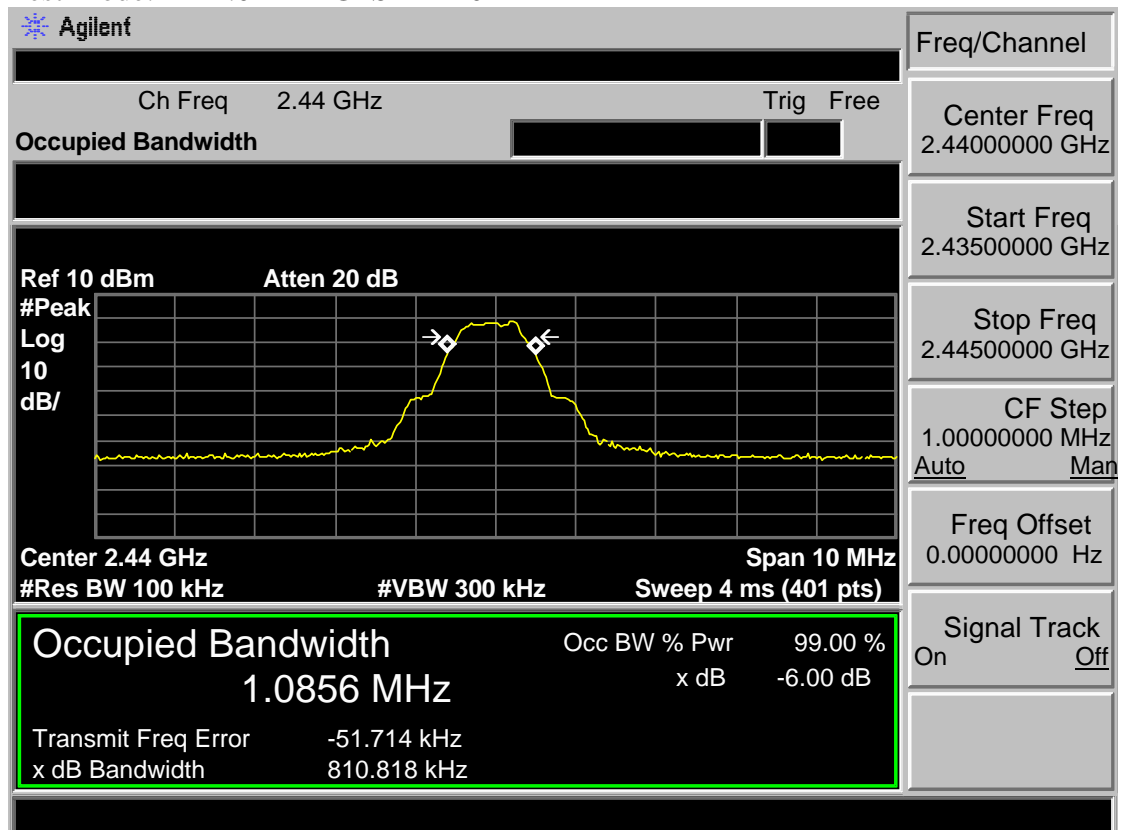 Agilent
Freq/Channel
Ch Freq 2.44 GHz Trig Free
Occupied Bandwidth
Center Freq
2.44000000 GHz
Start Freq
2.43500000 GHz
Stop Freq
2.44500000 GHz
CF Step
1.00000000 MHz
Auto Man
Freq Offset
0.00000000 Hz
Signal Track
On Off
Ref 10 dBm Atten 20 dB
#Peak
Log
10
dB/
Center 2.44 GHz Span 10 MHz
#Res BW 100 kHz #VBW 300 kHz Sweep 4 ms (401 pts)
Occupied Bandwidth
1.0856 MHz
Occ BW % Pwr 99.00 %
x dB -6.00 dB
Transmit Freq Error -51.714 kHz
x dB Bandwidth 810.818 kHz